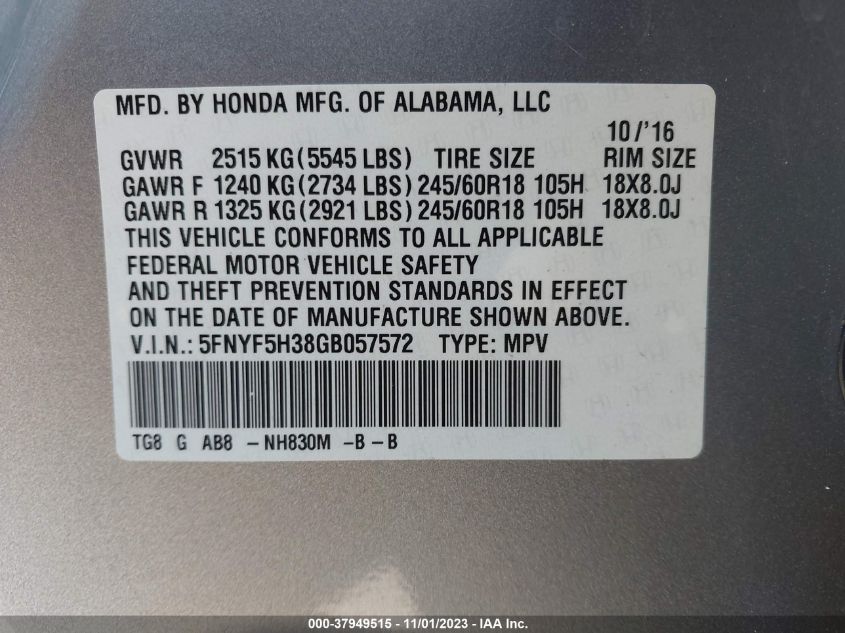 MFD. BY HONDA MFG. OF ALABAMA, LLC
10/'16
GVWR 2515 KG (5545 LBS) TIRE SIZE RIM SIZE
GAWR F 1240 KG (2734 LBS) 245/60R18 105H 18X8.0J
GAWR R 1325 KG (2921 LBS) 245/60R18 105H 18X8.0J
THIS VEHICLE CONFORMS TO ALL APPLICABLE
FEDERAL MOTOR VEHICLE SAFETY
AND THEFT PREVENTION STANDARDS IN EFFECT
ON THE DATE OF MANUFACTURE SHOWN ABOVE.
V.I.N.: 5FNYF5H38GB057572 TYPE: MPV
TG8 G AB8 -NH830M -B-B
000-37949515 - 11/01/2023 - IAA Inc.